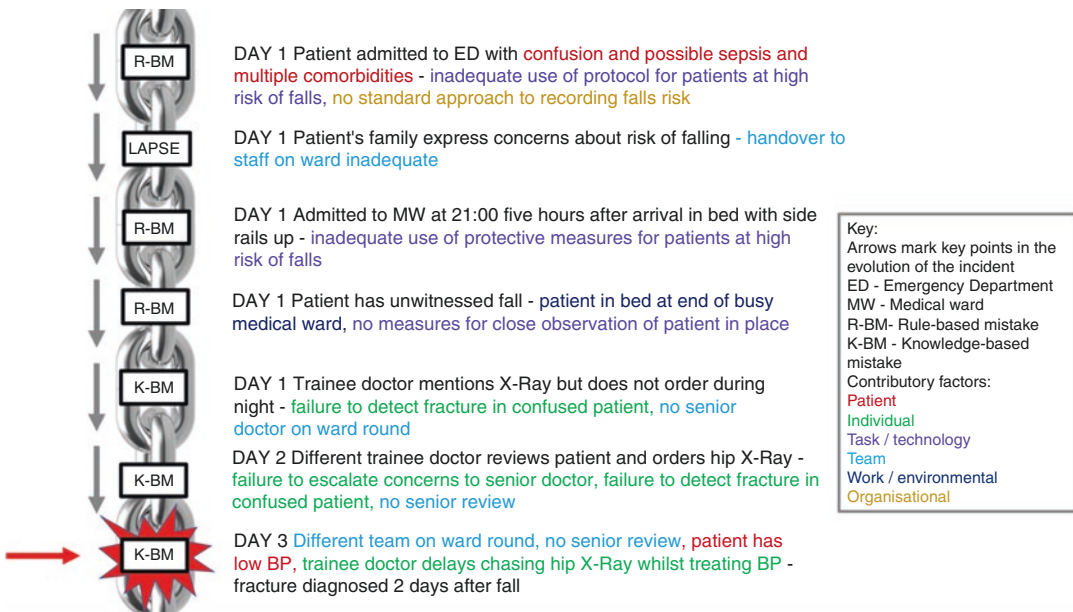 R-BM
DAY 1 Patient admitted to ED with confusion and possible sepsis and
multiple comorbidities - inadequate use of protocol for patients at high
risk of falls, no standard approach to recording falls risk
LAPSE
DAY 1 Patient's family express concerns about risk of falling - handover to
staff on ward inadequate
R-BM
DAY 1 Admitted to MW at 21:00 five hours after arrival in bed with side
rails up - inadequate use of protective measures for patients at high
risk of falls
R-BM
DAY 1 Patient has unwitnessed fall - patient in bed at end of busy
medical ward, no measures for close observation of patient in place
K-BM
DAY 1 Trainee doctor mentions X-Ray but does not order during
night - failure to detect fracture in confused patient, no senior
doctor on ward round
K-BM
DAY 2 Different trainee doctor reviews patient and orders hip X-Ray -
failure to escalate concerns to senior doctor, failure to detect fracture in
confused patient, no senior review
K-BM
DAY 3 Different team on ward round, no senior review, patient has
low BP, trainee doctor delays chasing hip X-Ray whilst treating BP -
fracture diagnosed 2 days after fall
Key:
Arrows mark key points in the
evolution of the incident
ED - Emergency Department
MW - Medical ward
R-BM- Rule-based mistake
K-BM - Knowledge-based
mistake
Contributory factors:
Patient
Individual
Task / technology
Team
Work / environmental
Organisational